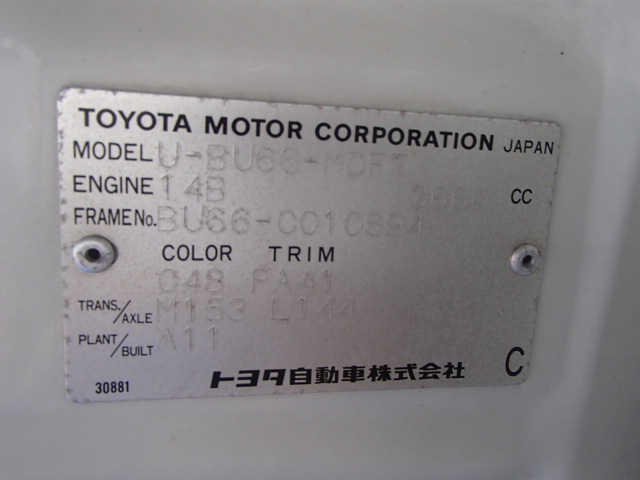 TOYOTA MOTOR CORPORATION JAPAN
MODEL U-BU66-MDFT
ENGINE 14B CC
FRAME No. BU66-0010894
COLOR TRIM
048 FA41
TRANS./AXLE M153 L144
PLANT/BUILT A11
30881 トヨタ自動車株式会社 C